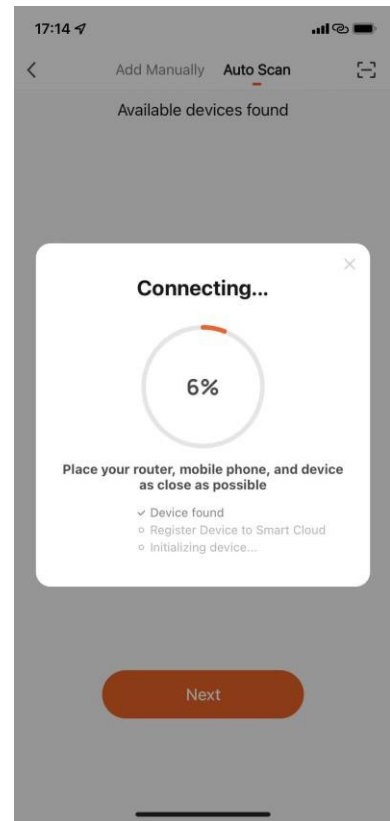 17:14
Add Manually Auto Scan
Available devices found
Connecting...
6%
Place your router, mobile phone, and device
as close as possible
Device found
Register Device to Smart Cloud
Initializing device...
Next